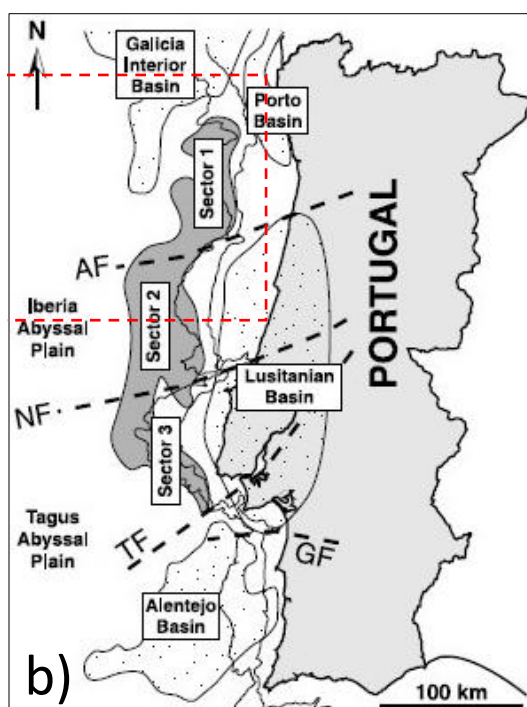 N
Galicia
Interior
Basin
Porto
Basin
Sector 1
AF
PORTUGAL
Iberia
Abyssal
Plain
Sector 2
Lusitanian
Basin
NF
Sector 3
Tagus
Abyssal
Plain
TF
GF
Alentejo
Basin
b)
100 km